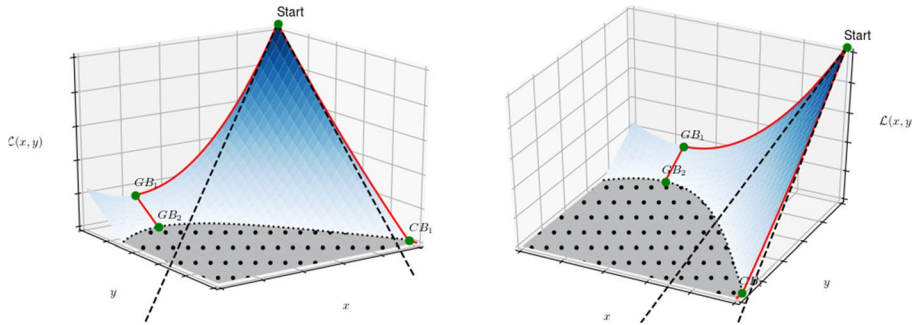 Start
ℒ(x, y)
GB₁
GB₂
CB₁
y
x
Start
ℒ(x, y
GB₁
GB₂
x
y